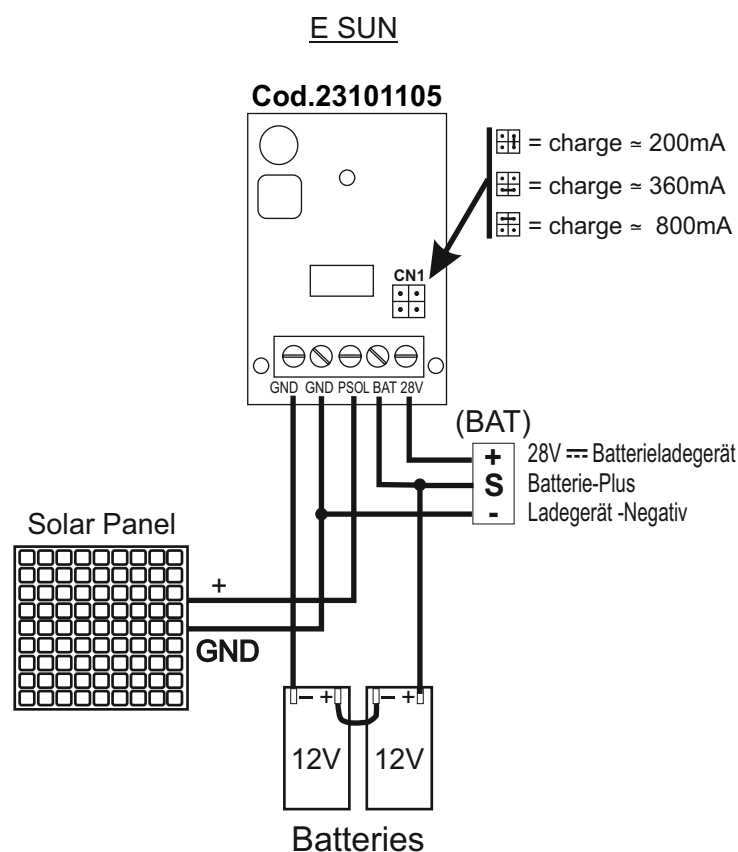 E SUN
Cod.23101105
= charge ≃ 200mA
= charge ≃ 360mA
= charge ≃ 800mA
CN1
GND GND PSOL BAT 28V
(BAT)
+ 28V ⎓ Batterieladegerät
S Batterie-Plus
- Ladegerät -Negativ
Solar Panel
+
GND
− + − +
12V 12V
Batteries